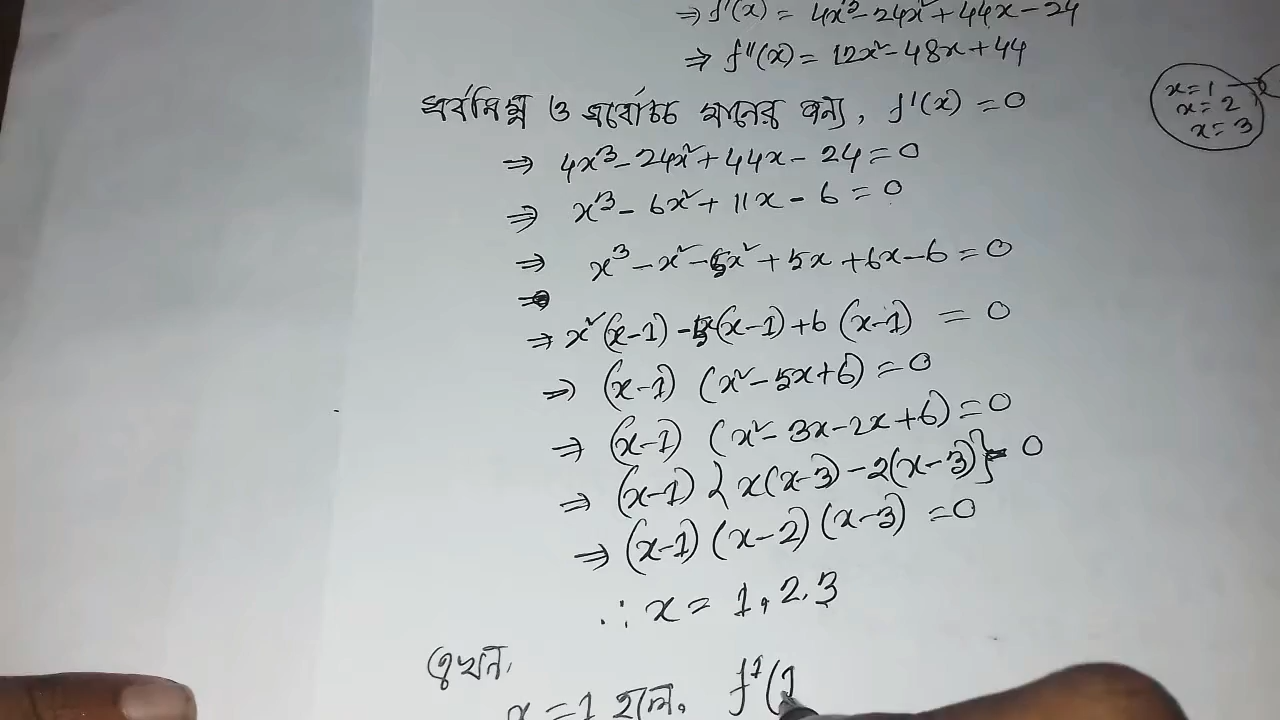 ⇒ f'(x) = 4x³ - 24x² + 44x - 24
⇒ f''(x) = 12x² - 48x + 44
সর্বনিম্ন ও সর্বোচ্চ মানের জন্য, f'(x) = 0
x=1
x=2
x=3
⇒ 4x³ - 24x² + 44x - 24 = 0
⇒ x³ - 6x² + 11x - 6 = 0
⇒ x³ - x² - 5x² + 5x + 6x - 6 = 0
⇒
⇒ x² (x-1) - 5x(x-1) + 6 (x-1) = 0
⇒ (x-1) (x² - 5x + 6) = 0
⇒ (x-1) (x² - 3x - 2x + 6) = 0
⇒ (x-1) { x(x-3) - 2(x-3)} = 0
⇒ (x-1) (x-2) (x-3) = 0
∴ x = 1, 2, 3
এখন,
x = 1 হলে, f'(1